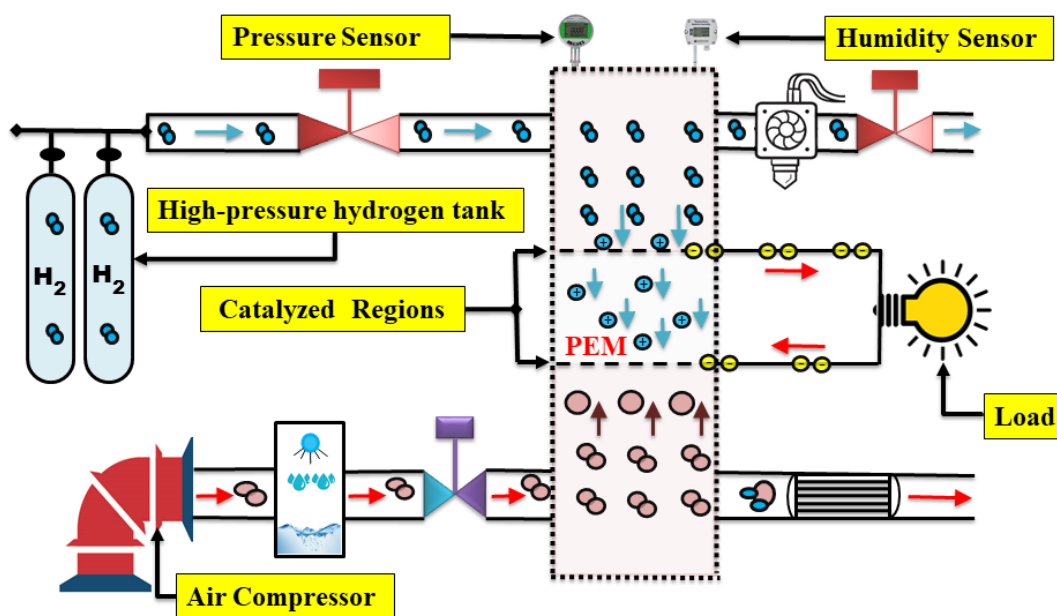 Pressure Sensor
Humidity Sensor
High-pressure hydrogen tank
H2
H2
Catalyzed Regions
PEM
Load
Air Compressor